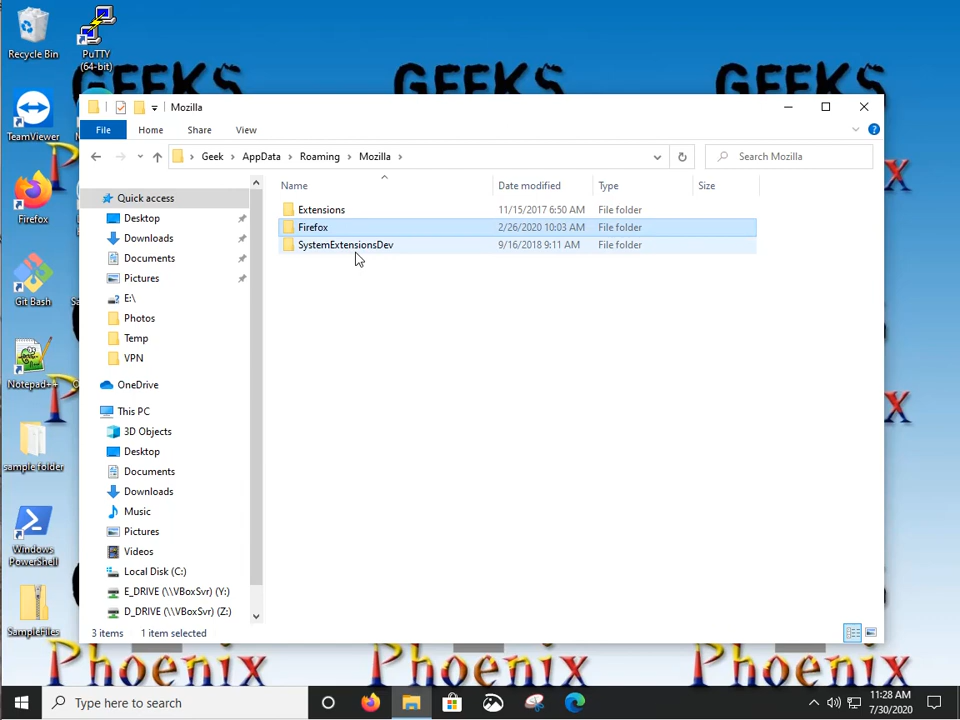 Recycle Bin
PuTTY
(64-bit)
GEEKS
GEEKS
GEEKS
Mozilla
File
Home
Share
View
Geek
AppData
Roaming
Mozilla
Search Mozilla
TeamViewer
Firefox
Git Bash
Notepad++
sample folder
Windows
PowerShell
SampleFiles
Quick access
Desktop
Downloads
Documents
Pictures
E:\
Photos
Temp
VPN
OneDrive
This PC
3D Objects
Desktop
Documents
Downloads
Music
Pictures
Videos
Local Disk (C:)
E_DRIVE (\\VBoxSvr) (Y:)
D_DRIVE (\\VBoxSvr) (Z:)
Name
Date modified
Type
Size
Extensions 11/15/2017 6:50 AM File folder
Firefox 2/26/2020 10:03 AM File folder
SystemExtensionsDev 9/16/2018 9:11 AM File folder
3 items 1 item selected
Phoenix
Phoenix
Phoenix
Type here to search
11:28 AM
7/30/2020